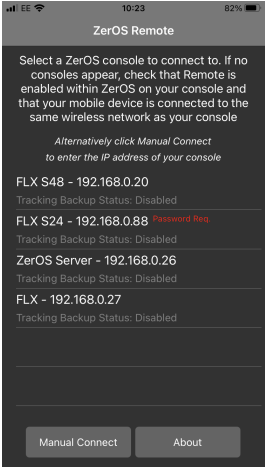 EE 10:23 82%
ZerOS Remote
Select a ZerOS console to connect to. If no
consoles appear, check that Remote is
enabled within ZerOS on your console and
that your mobile device is connected to the
same wireless network as your console
Alternatively click Manual Connect
to enter the IP address of your console
FLX S48 - 192.168.0.20
Tracking Backup Status: Disabled
FLX S24 - 192.168.0.88 Password Req.
Tracking Backup Status: Disabled
ZerOS Server - 192.168.0.26
Tracking Backup Status: Disabled
FLX - 192.168.0.27
Tracking Backup Status: Disabled
Manual Connect About